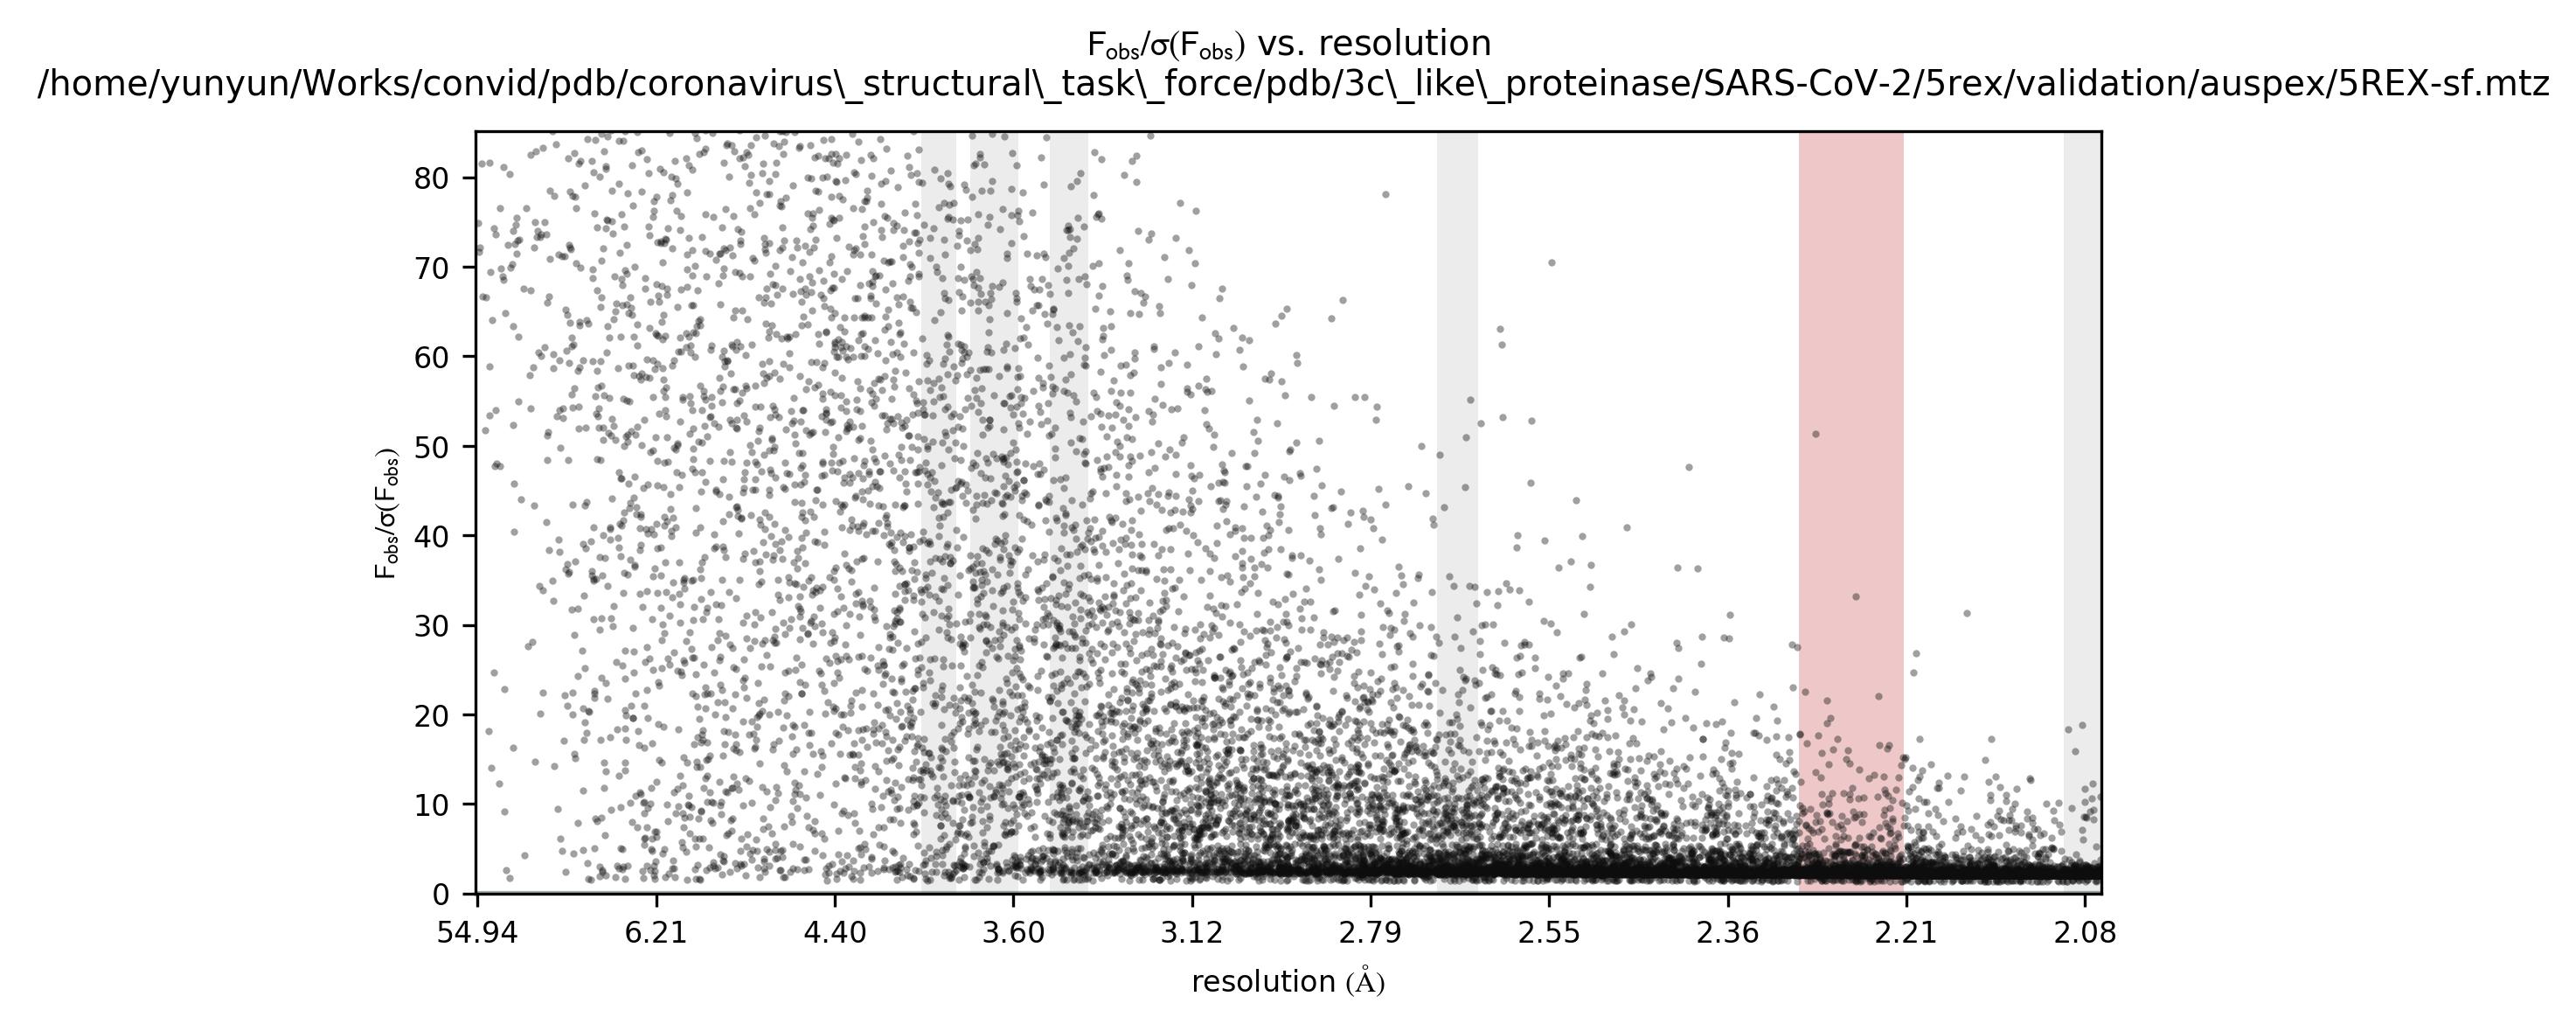 Fobs/σ(Fobs) vs. resolution
/home/yunyun/Works/convid/pdb/coronavirus\_structural\_task\_force/pdb/3c\_like\_proteinase/SARS-CoV-2/5rex/validation/auspex/5REX-sf.mtz
Fobs/σ(Fobs)
80
70
60
50
40
30
20
10
0
54.94 6.21 4.40 3.60 3.12 2.79 2.55 2.36 2.21 2.08
resolution (Å)